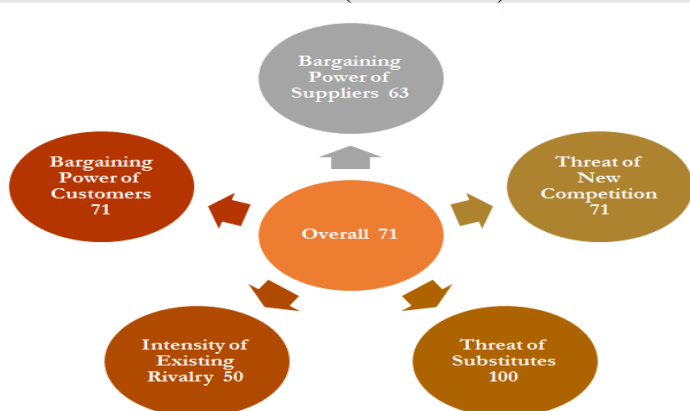 Bargaining
Power of
Suppliers 63
Bargaining
Power of
Customers
71
Threat of
New
Competition
71
Overall 71
Intensity of
Existing
Rivalry 50
Threat of
Substitutes
100